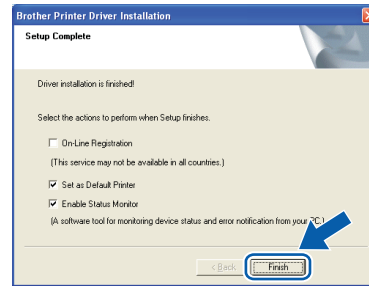 Brother Printer Driver Installation
Setup Complete
Driver installation is finished!
Select the actions to perform when Setup finishes.
On-Line Registration
(This service may not be available in all countries.)
Set as Default Printer
Enable Status Monitor
(A software tool for monitoring device status and error notification from your PC.)
< Back
Finish